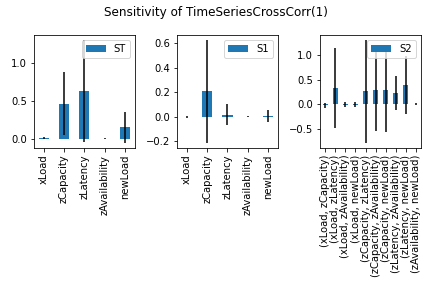 Sensitivity of TimeSeriesCrossCorr(1)
ST
1.0
0.5
0.0
xLoad
zCapacity
zLatency
zAvailability
newLoad
S1
0.6
0.4
0.2
0.0
−0.2
xLoad
zCapacity
zLatency
zAvailability
newLoad
S2
1.0
0.5
0.0
−0.5
(xLoad, zCapacity)
(xLoad, zLatency)
(xLoad, zAvailability)
(xLoad, newLoad)
(zCapacity, zLatency)
(zCapacity, zAvailability)
(zCapacity, newLoad)
(zLatency, zAvailability)
(zLatency, newLoad)
(zAvailability, newLoad)